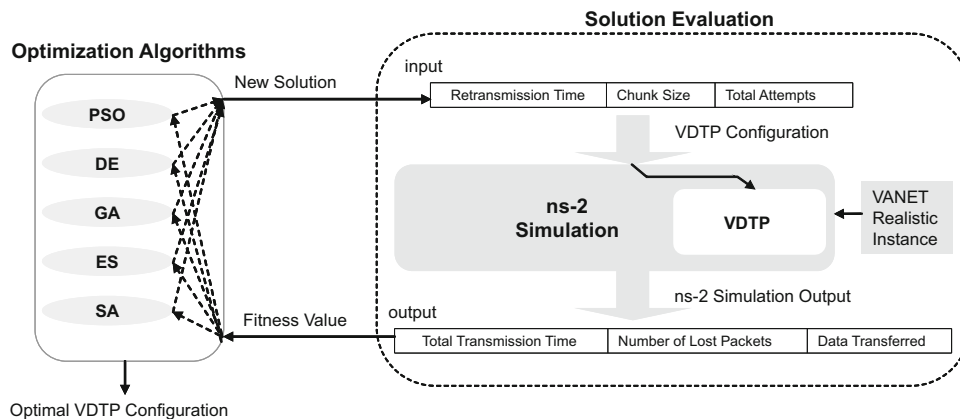 Solution Evaluation
Optimization Algorithms
input
New Solution
Retransmission Time Chunk Size Total Attempts
PSO
VDTP Configuration
DE
GA
ns-2
Simulation
VDTP
VANET
Realistic
Instance
ES
ns-2 Simulation Output
SA
Fitness Value
output
Total Transmission Time Number of Lost Packets Data Transferred
Optimal VDTP Configuration